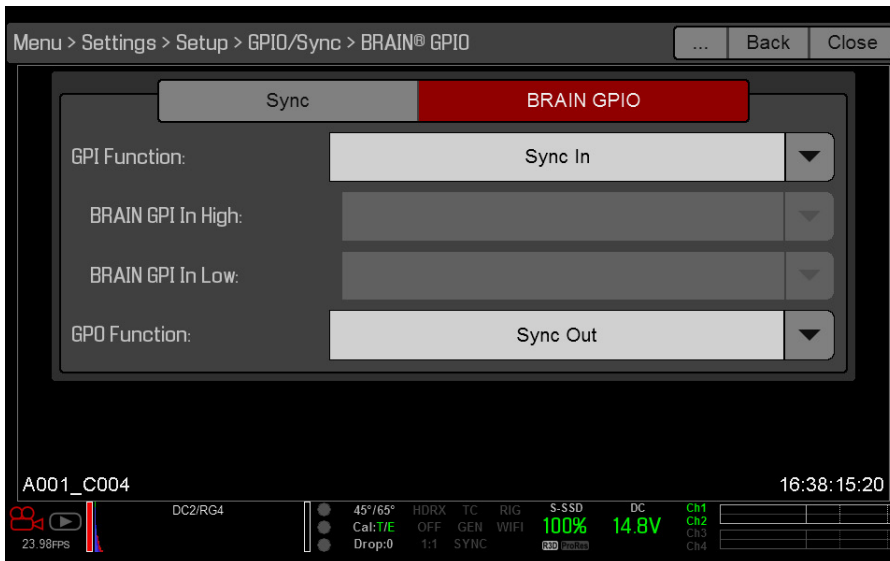 Menu > Settings > Setup > GPIO/Sync > BRAIN® GPIO ... Back Close
Sync BRAIN GPIO
GPI Function: Sync In
BRAIN GPI In High:
BRAIN GPI In Low:
GPO Function: Sync Out
A001_C004 16:38:15:20
DC2/RG4 45°/65° HDRX TC RIG S-SSD DC Ch1
Cal:T/E OFF GEN WIFI 100% 14.8V Ch2
23.98FPS Drop:0 1:1 SYNC R3D ProRes Ch3
Ch4